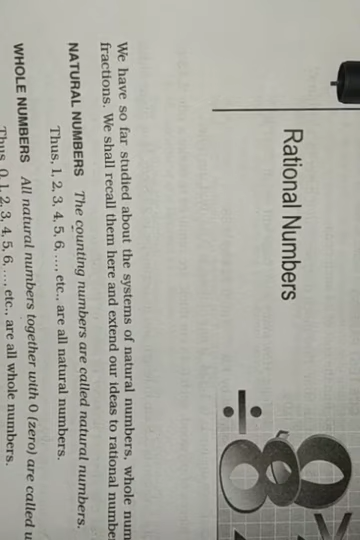 Rational Numbers
We have so far studied about the systems of natural numbers, whole
fractions. We shall recall them here and extend our ideas to rational
NATURAL NUMBERS The counting numbers are called natural numbers.
Thus, 1, 2, 3, 4, 5, 6, ..., etc., are all natural numbers.
WHOLE NUMBERS All natural numbers together with 0 (zero) are called
Thus, 0, 1, 2, 3, 4, 5, 6, ..., etc., are all whole numbers.